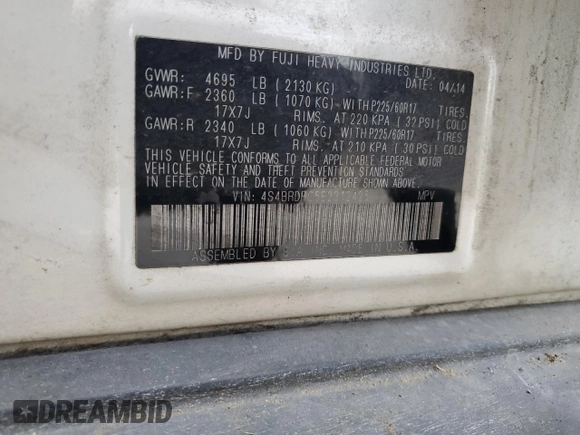 MFD BY FUJI HEAVY INDUSTRIES LTD.
GVWR: 4695 LB ( 2130 KG) DATE: 04/14
GAWR:F 2360 LB ( 1070 KG)-WITH P225/60R17 TIRES.
17X7J RIMS. AT 220 KPA ( 32 PSI) COLD
GAWR:R 2340 LB ( 1060 KG)-WITH P225/60R17 TIRES.
17X7J RIMS. AT 210 KPA ( 30 PSI) COLD
THIS VEHICLE CONFORMS TO ALL APPLICABLE FEDERAL MOTOR
VEHICLE SAFETY AND THEFT PREVENTION STANDARDS
IN EFFECT ON THE DATE OF MANUFACTURE SHOWN ABOVE.
VIN: MPV
ASSEMBLED BY MADE IN U.S.A.
DREAMBID